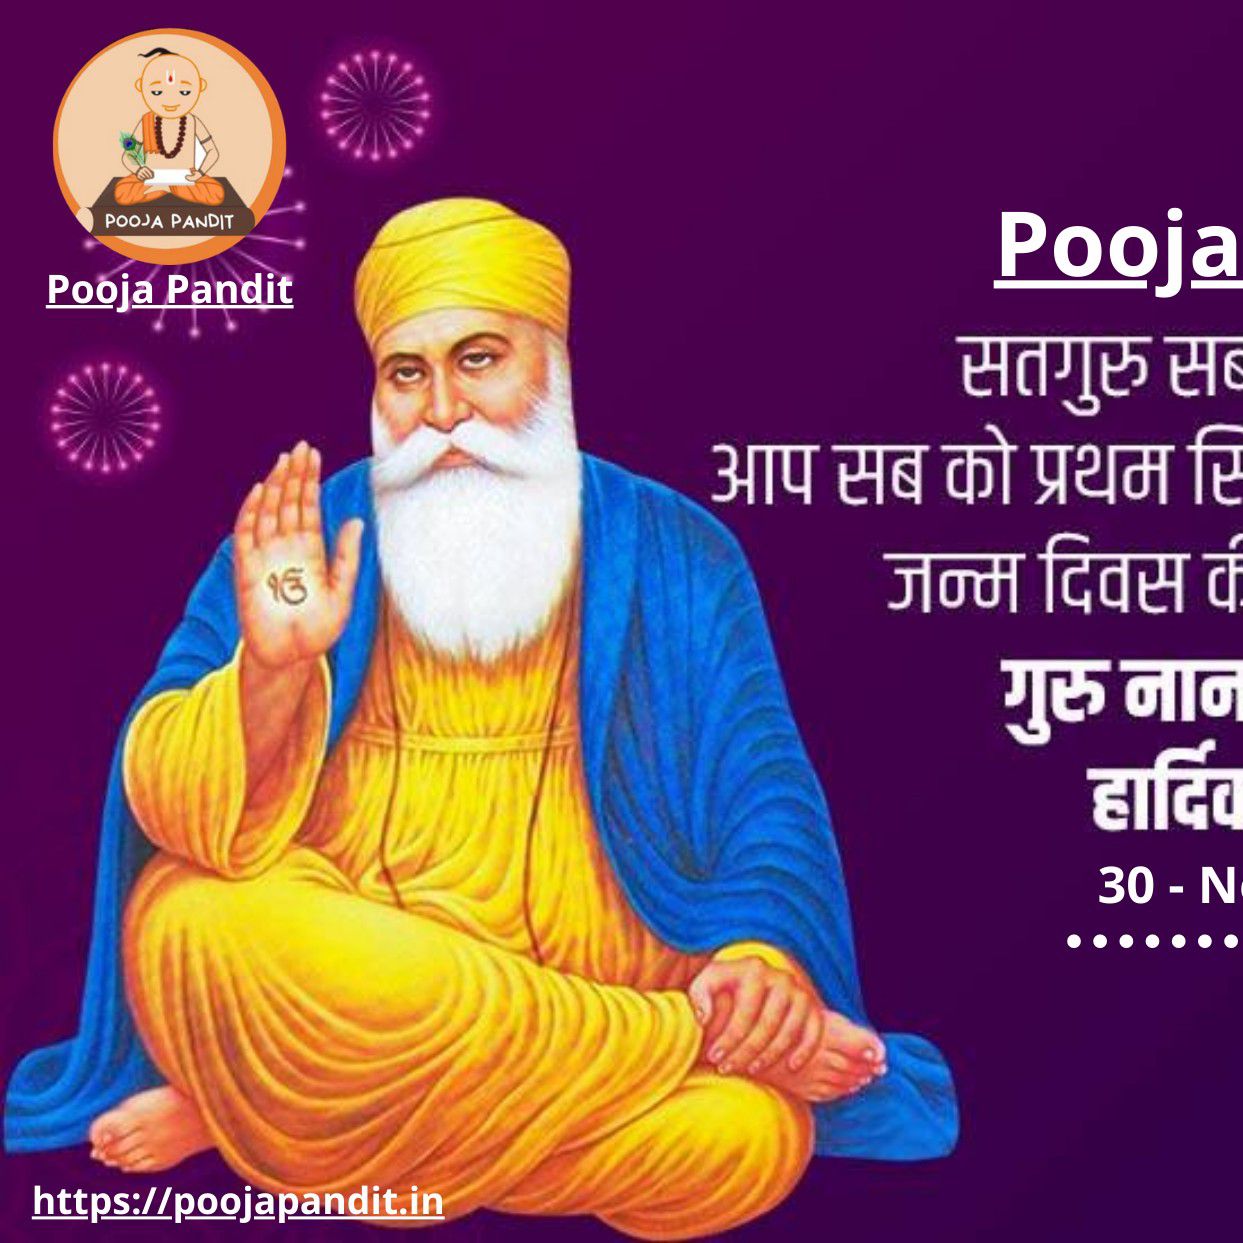 POOJA PANDIT
Pooja Pandit
Pooja
सतगुरु सब
आप सब को प्रथम सि
जन्म दिवस की
गुरु नान
हार्दिक
30 - N
ੴ
https://poojapandit.in